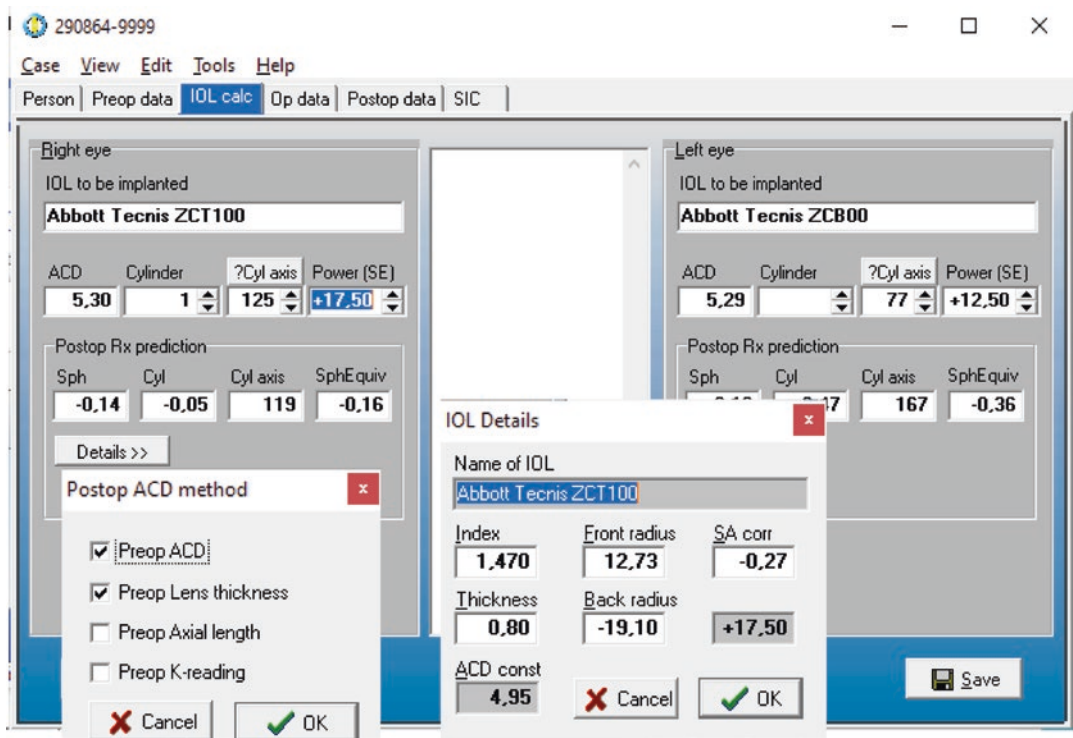 290864-9999
Case View Edit Tools Help
Person Preop data IOL calc Op data Postop data SIC
Right eye
IOL to be implanted
Abbott Tecnis ZCT100
ACD Cylinder ?Cyl axis Power (SE)
5,30 1 125 +17,50
Postop Rx prediction
Sph Cyl Cyl axis SphEquiv
-0,14 -0,05 119 -0,16
Details >>
Left eye
IOL to be implanted
Abbott Tecnis ZCB00
ACD Cylinder ?Cyl axis Power (SE)
5,29 77 +12,50
Postop Rx prediction
Sph Cyl Cyl axis SphEquiv
167 -0,36
Postop ACD method
Preop ACD
Preop Lens thickness
Preop Axial length
Preop K-reading
Cancel OK
IOL Details
Name of IOL
Abbott Tecnis ZCT100
Index Front radius SA corr
1,470 12,73 -0,27
Thickness Back radius
0,80 -19,10 +17,50
ACD const
4,95 Cancel OK
Save